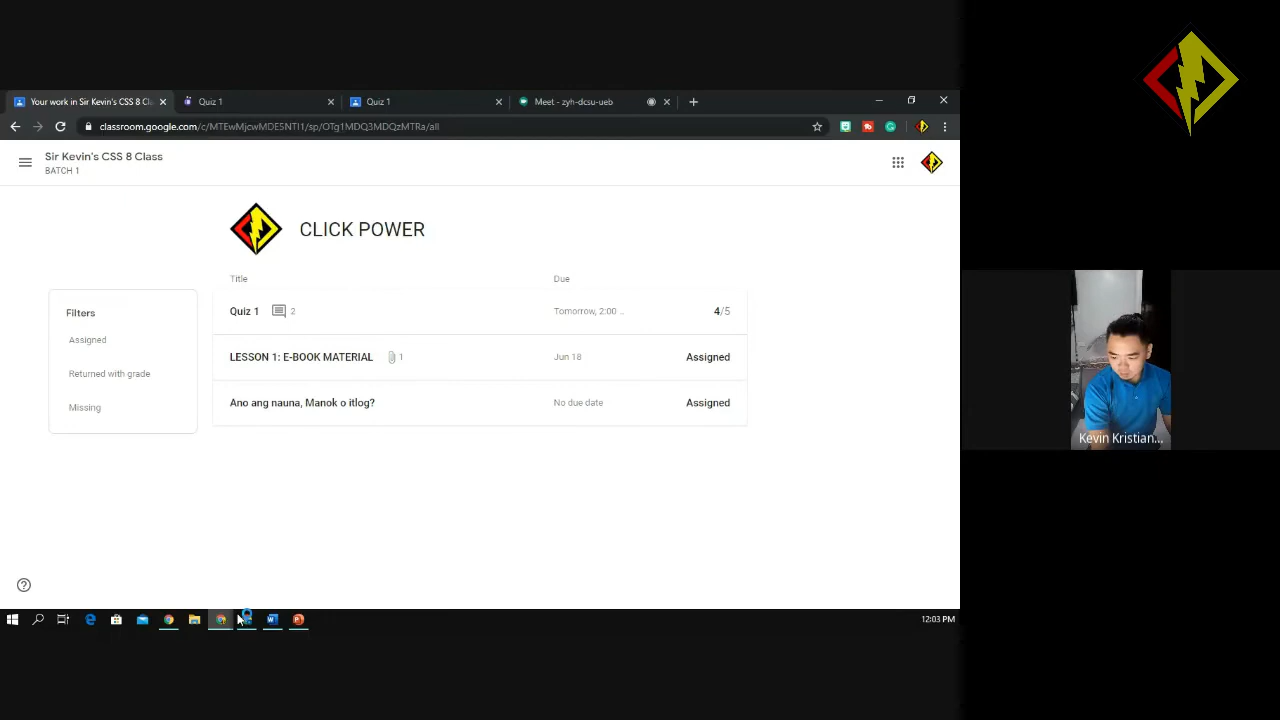 Your work in Sir Kevin's CSS 8 Cla
Quiz 1
Quiz 1
Meet - zyh-dcsu-ueb
classroom.google.com/c/MTEwMjcwMDE5NTI1/sp/OTg1MDQ3MDQzMTRa/all
Sir Kevin's CSS 8 Class
BATCH 1
CLICK POWER
Title
Due
Filters
Assigned
Returned with grade
Missing
Quiz 1
2
Tomorrow, 2:00 ..
4/5
LESSON 1: E-BOOK MATERIAL
1
Jun 18
Assigned
Ano ang nauna, Manok o itlog?
No due date
Assigned
Kevin Kristian...
12:03 PM